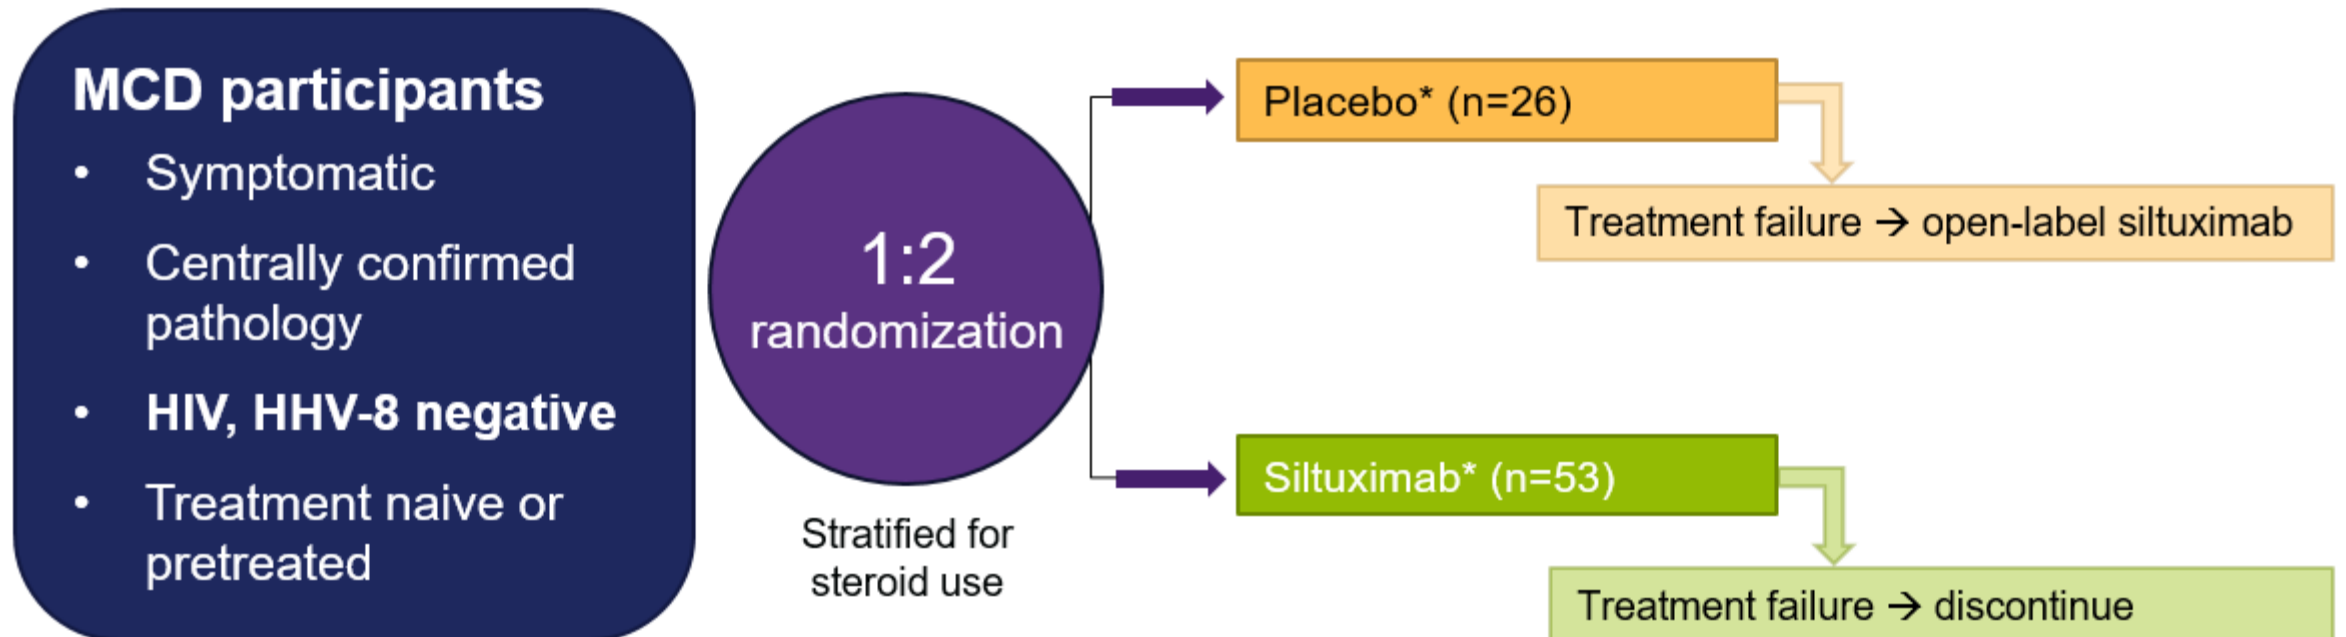 MCD participants
• Symptomatic
• Centrally confirmed
pathology
• HIV, HHV-8 negative
• Treatment naive or
pretreated
1:2
randomization
Stratified for
steroid use
Placebo* (n=26)
Treatment failure → open-label siltuximab
Siltuximab* (n=53)
Treatment failure → discontinue